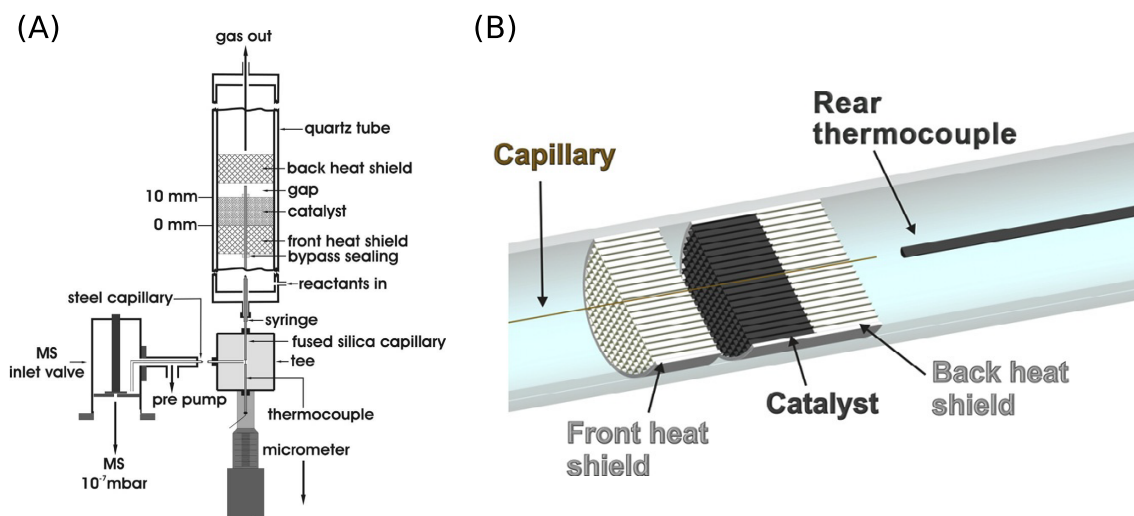 (A)
gas out
quartz tube
back heat shield
gap
10 mm
catalyst
0 mm
front heat shield
bypass sealing
reactants in
steel capillary
syringe
fused silica capillary
MS
inlet valve
tee
pre pump
thermocouple
micrometer
MS
10⁻⁷mbar
(B)
Rear
thermocouple
Capillary
Back heat
shield
Catalyst
Front heat
shield